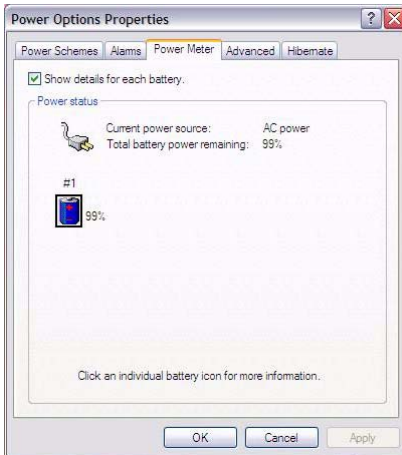 Power Options Properties
Power Schemes Alarms Power Meter Advanced Hibernate
Show details for each battery.
Power status
Current power source: AC power
Total battery power remaining: 99%
#1
99%
Click an individual battery icon for more information.
OK Cancel Apply